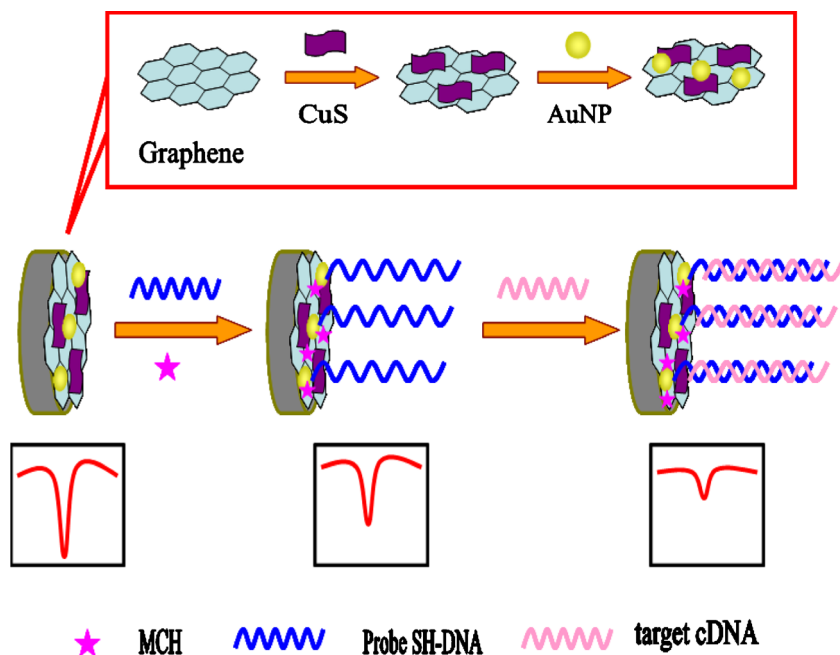 CuS
AuNP
Graphene
MCH
Probe SH-DNA
target cDNA